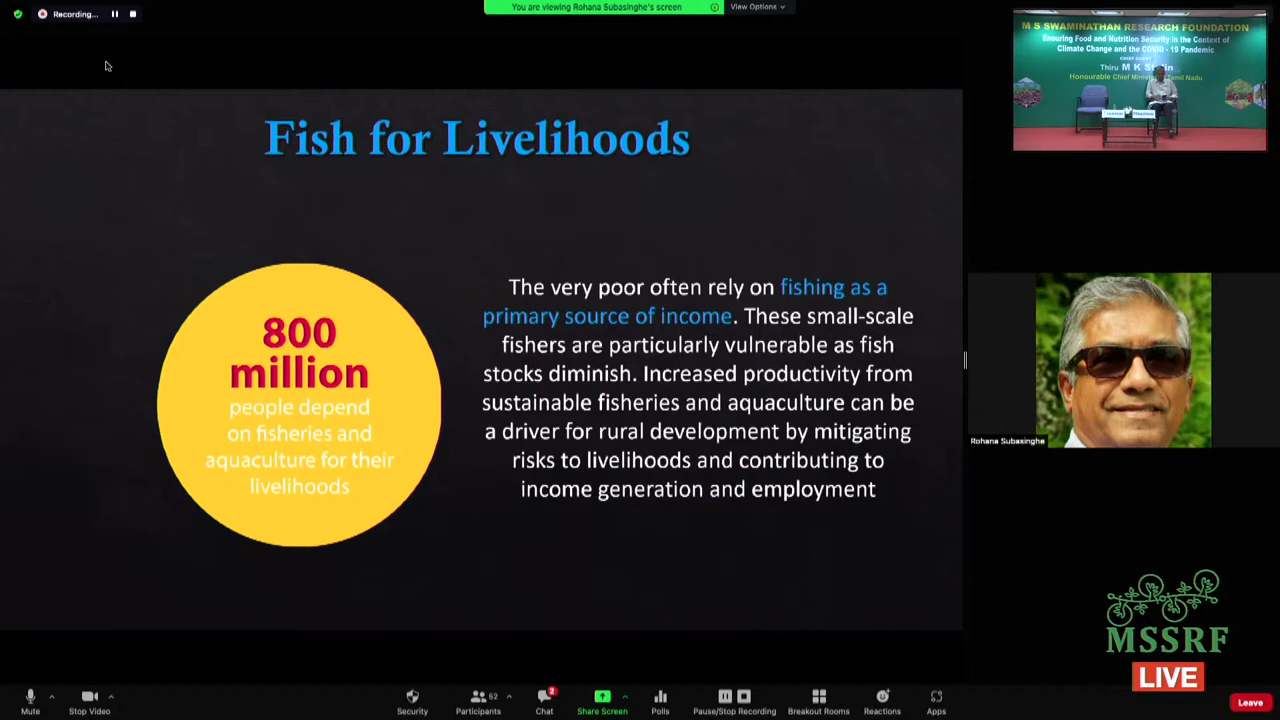 Recording...
You are viewing Rohana Subasinghe's screen
View Options
M S SWAMINATHAN RESEARCH FOUNDATION
Ensuring Food and Nutrition Security in the Context of
Climate Change and the COVID - 19 Pandemic
CHIEF GUEST
Thiru M K
Honourable Chief Tamil Nadu
Fish for Livelihoods
800
million
people depend
on fisheries and
aquaculture for their
livelihoods
The very poor often rely on fishing as a
primary source of income. These small-scale
fishers are particularly vulnerable as fish
stocks diminish. Increased productivity from
sustainable fisheries and aquaculture can be
a driver for rural development by mitigating
risks to livelihoods and contributing to
income generation and employment
Rohana Subasinghe
MSSRF
LIVE
Mute
Stop Video
Security
Participants
52
Chat
2
Share Screen
Polls
Pause/Stop Recording
Breakout Rooms
Reactions
Apps
Leave